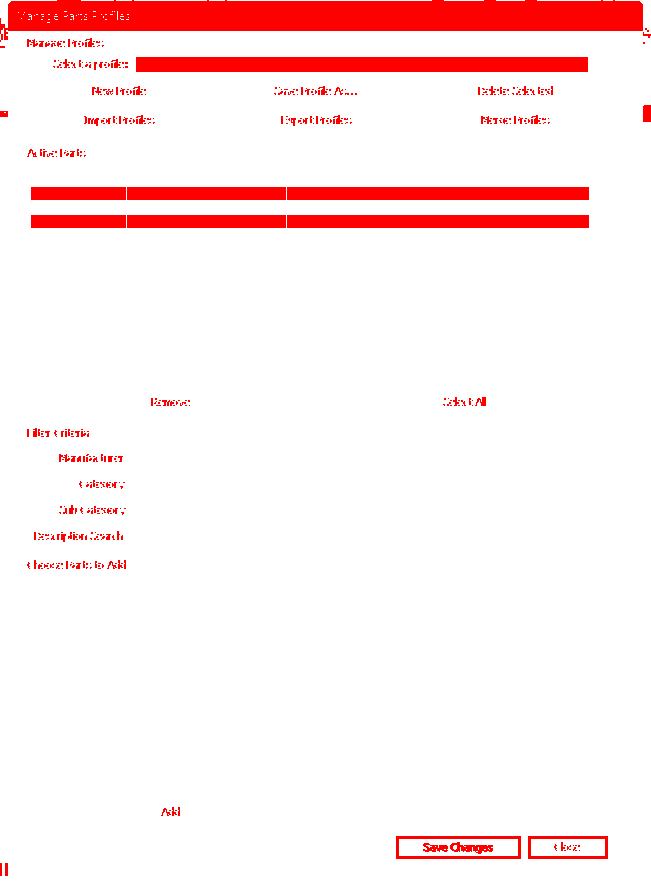 Manage Parts Profiles
Manage Profiles
Select a profile:
New Profile
Save Profile As...
Delete Selected
Import Profiles
Export Profiles
Merge Profiles
Active Parts
Remove
Select All
Filter Criteria
Manufacturer
Category
Sub Category
Description Search
Choose Parts to Add
Add
Save Changes
Close